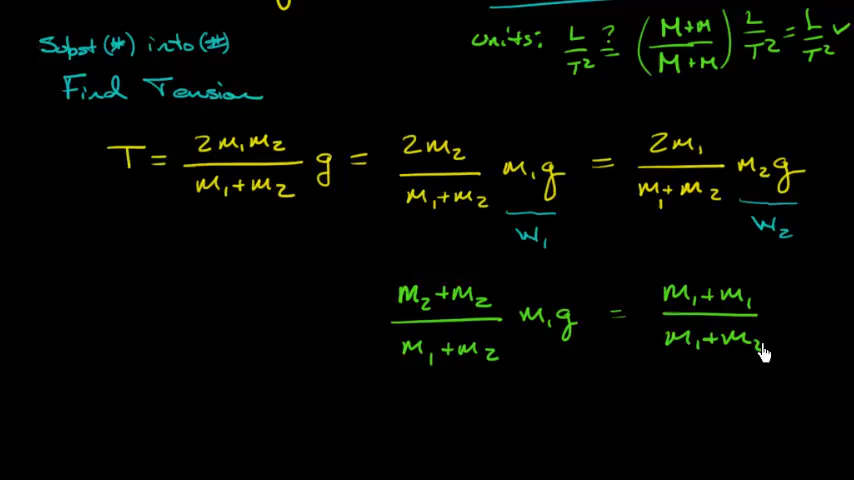 units: L/T² ?= (M+M / M+M) L/T² = L/T² ✓
Subst (*) into (#)
Find Tension
T = 2m₁m₂ / m₁+m₂ g = 2m₂ / m₁+m₂ m₁g = 2m₁ / m₁+m₂ m₂g
W₁ W₂
m₂+m₂ / m₁+m₂ m₁g = m₁+m₁ / m₁+m₂